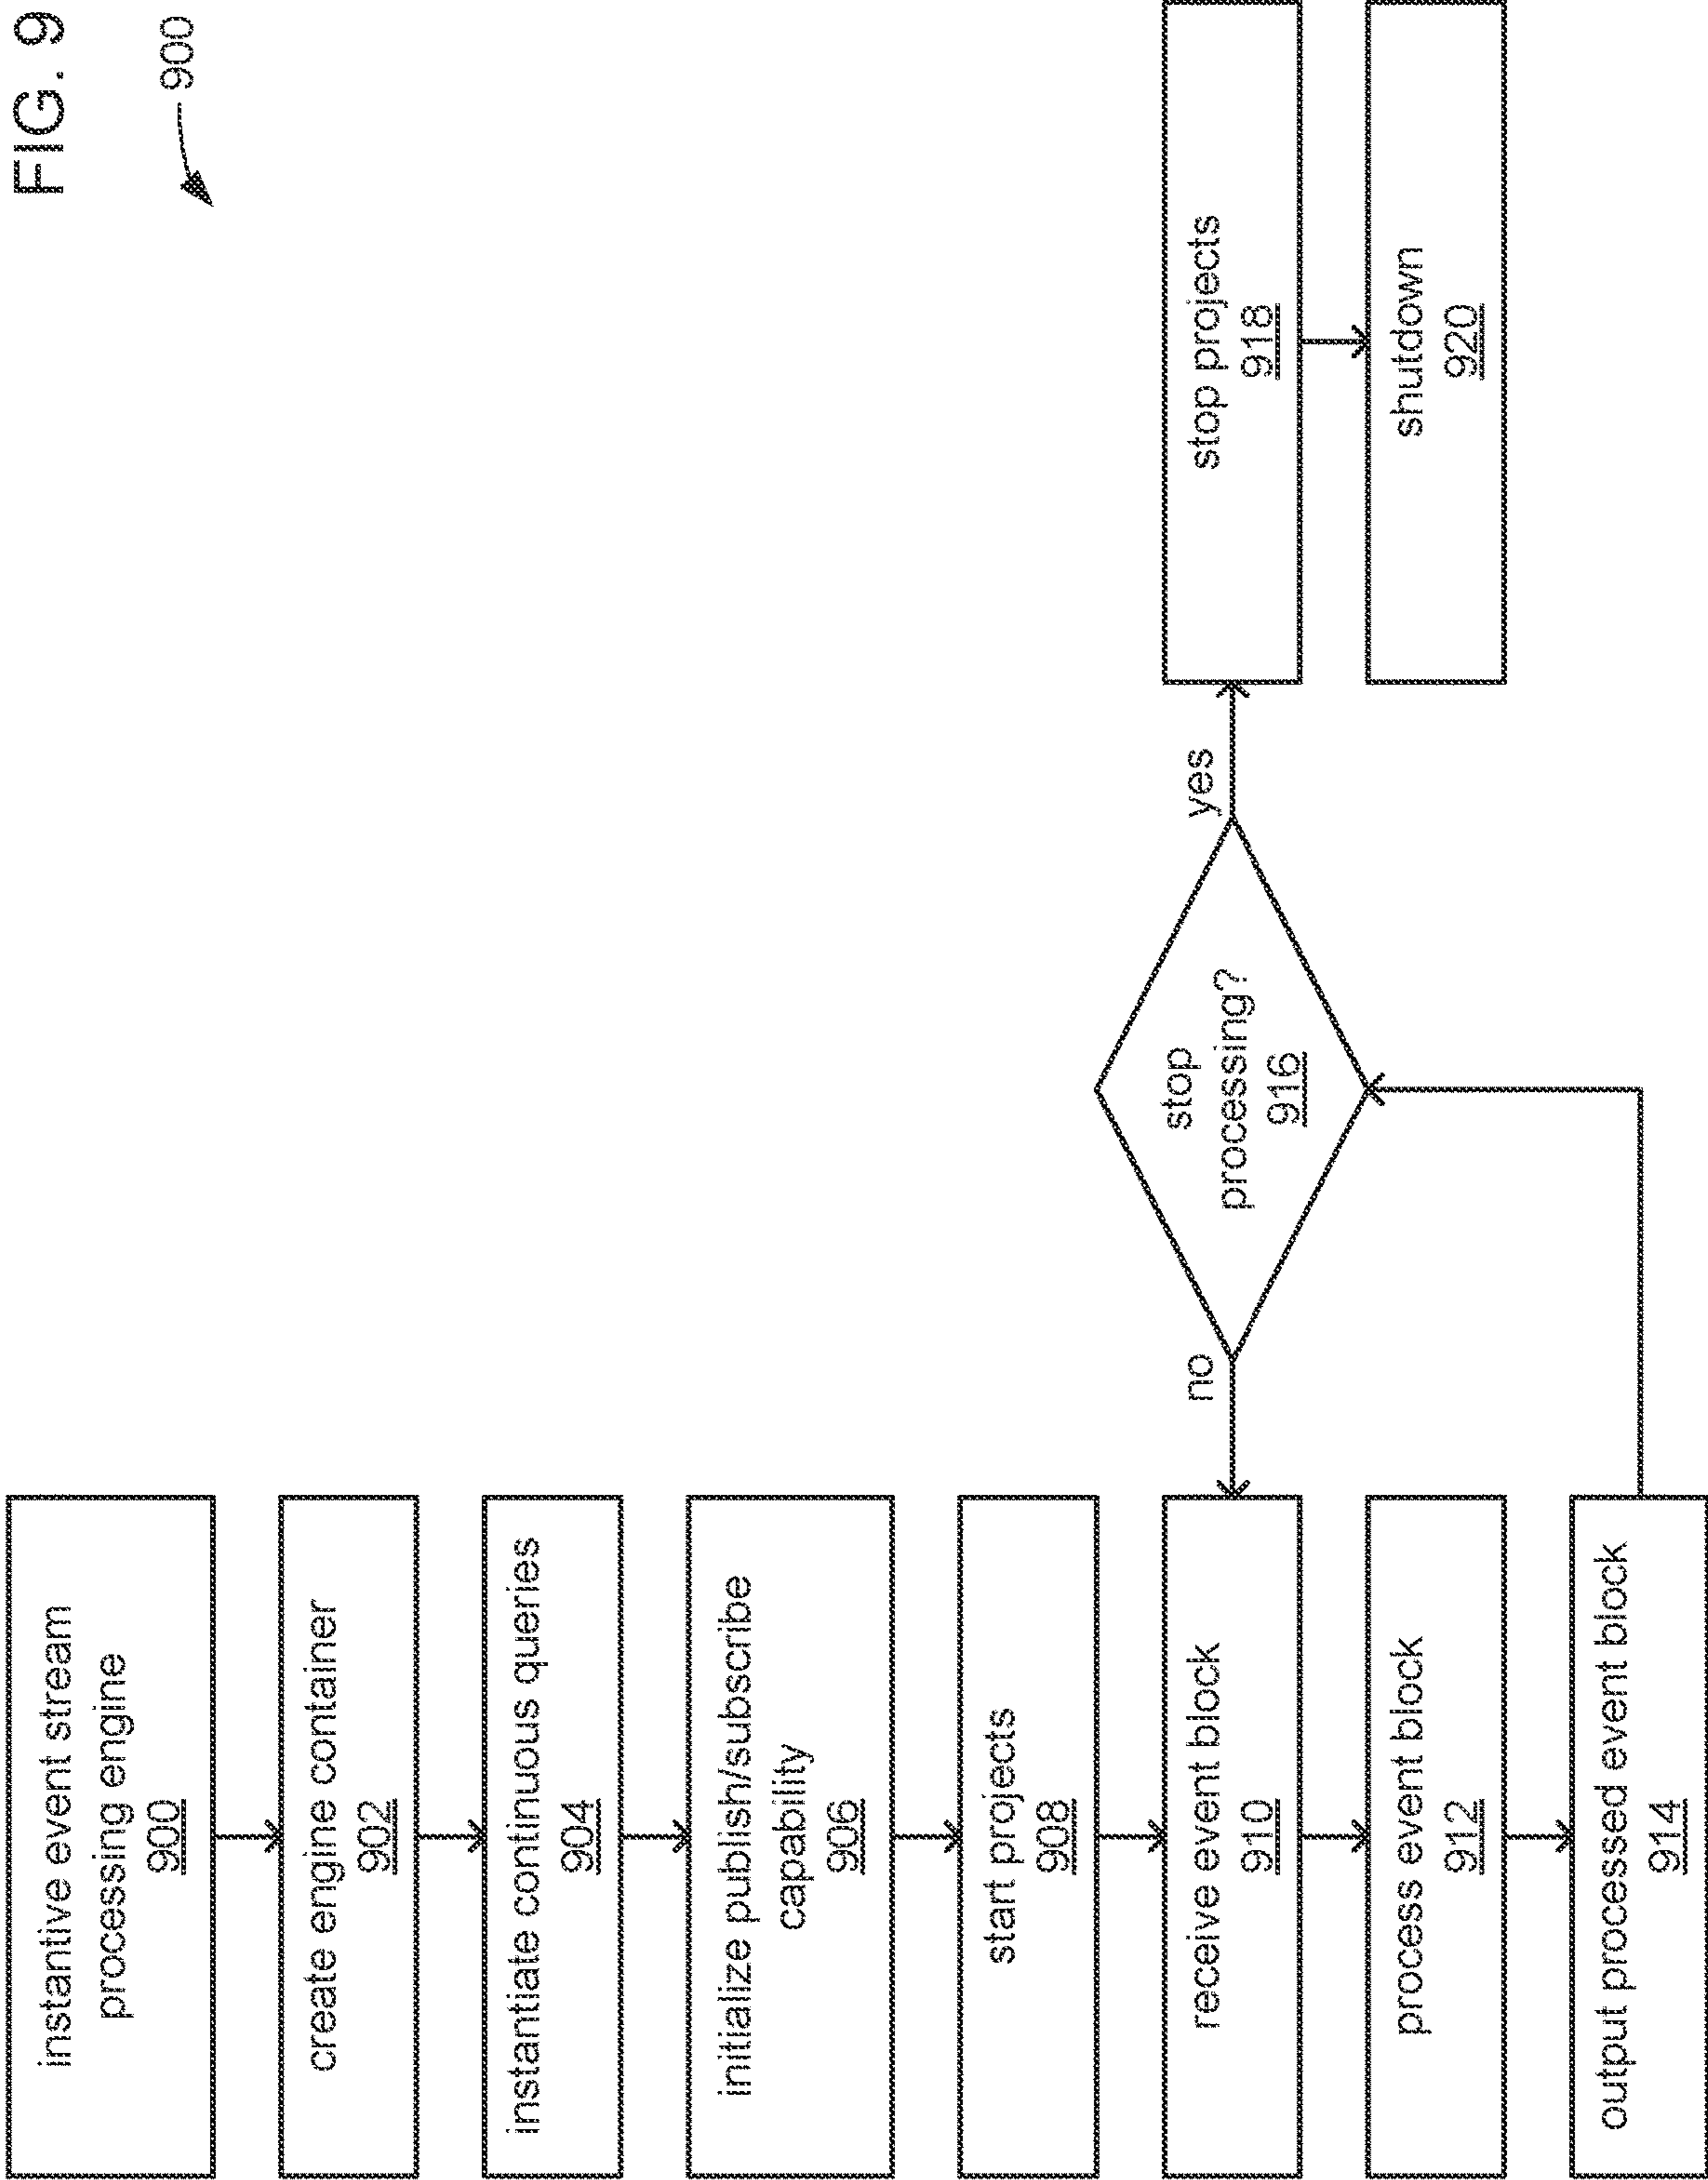 FIG. 9
900
instantive event stream
processing engine
900
create engine container
902
instantiate continuous queries
904
initialize publish/subscribe
capability
906
start projects
908
receive event block
910
process event block
912
output processed event block
914
stop
processing?
916
no
yes
stop projects
918
shutdown
920